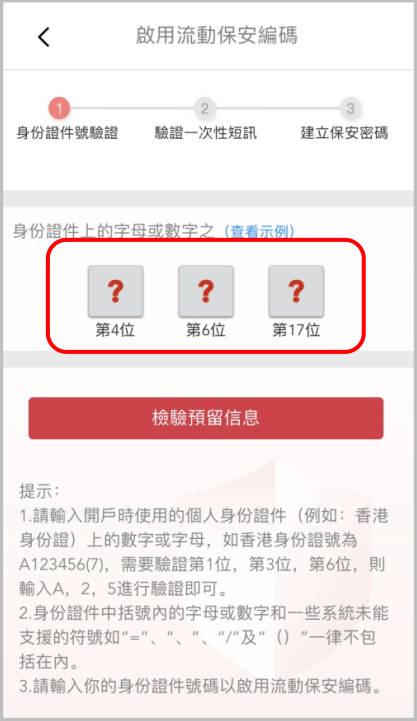 啟用流動保安編碼
1 2 3
身份證件號驗證 驗證一次性短訊 建立保安密碼
身份證件上的字母或數字之（查看示例）
? ? ?
第4位 第6位 第17位
檢驗預留信息
提示：
1.請輸入開戶時使用的個人身份證件（例如：香港
身份證）上的數字或字母，如香港身份證號為
A123456(7)，需要驗證第1位，第3位，第6位，則
輸入A，2，5進行驗證即可。
2.身份證件中括號內的字母或數字和一些系統未能
支援的符號如“=”、“、”、“/”及“（）”一律不包
括在內。
3.請輸入你的身份證件號碼以啟用流動保安編碼。